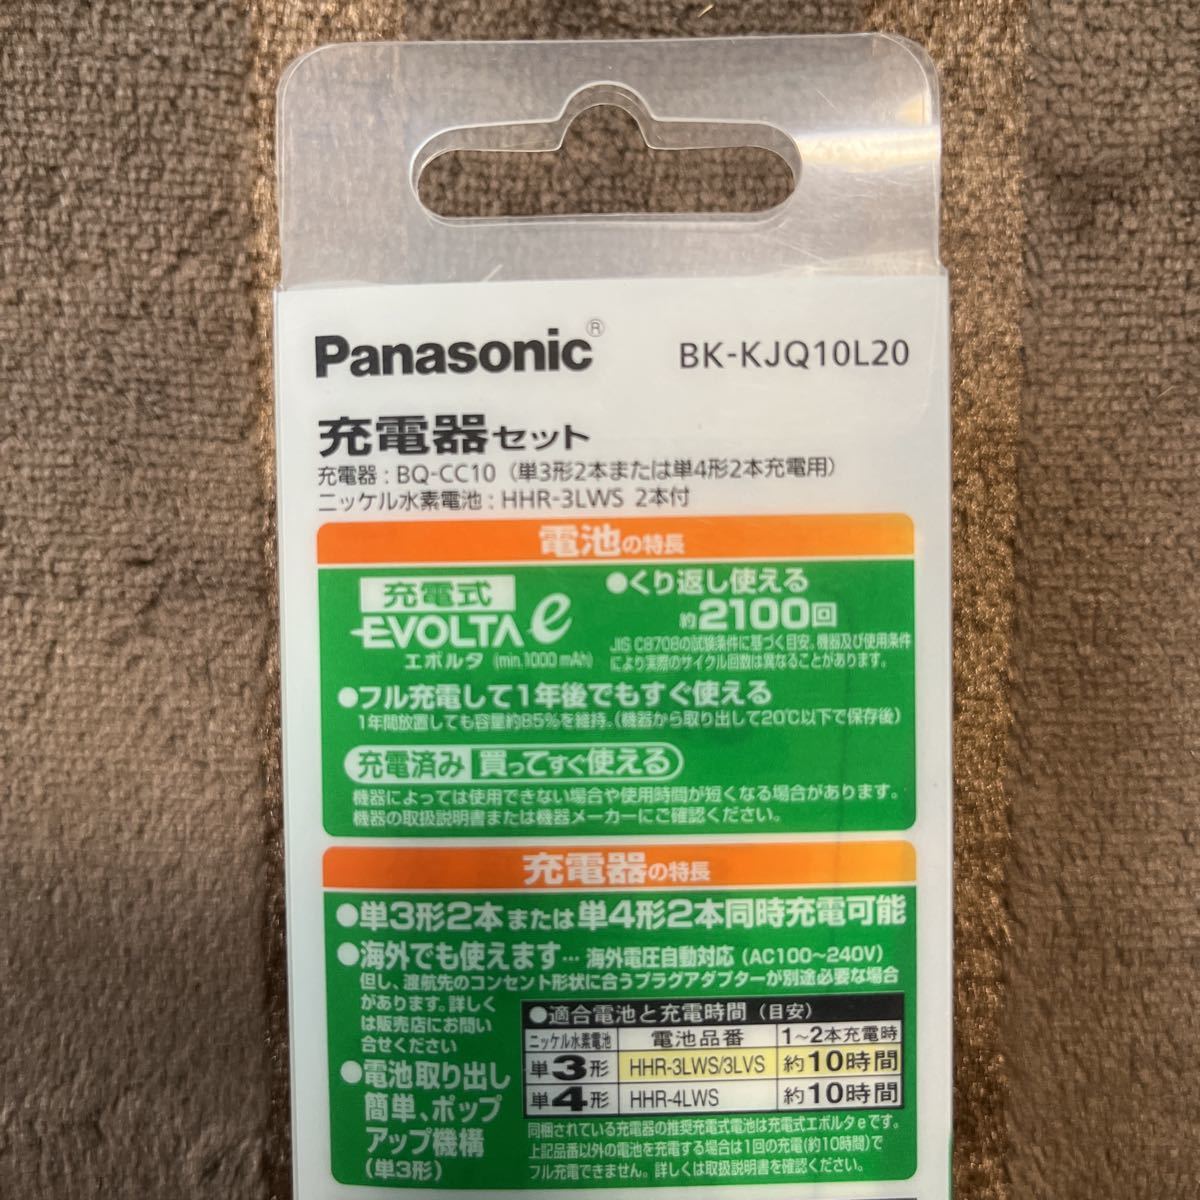 Panasonic®
BK-KJQ10L20
充電器セット
充電器：BQ-CC10（単3形2本または単4形2本充電用）
ニッケル水素電池：HHR-3LWS 2本付
電池の特長
充電式
EVOLTA e
エボルタ (min.1000 mAh)
●くり返し使える
約2100回
JIS C8708の試験条件に基づく目安。機器及び使用条件
により実際のサイクル回数は異なることがあります。
●フル充電して1年後でもすぐ使える
1年間放置しても容量約85%を維持。（機器から取り出して20℃以下で保存後）
充電済み 買ってすぐ使える
機器によっては使用できない場合や使用時間が短くなる場合があります。
機器の取扱説明書または機器メーカーにご確認ください。
充電器の特長
●単3形2本または単4形2本同時充電可能
●海外でも使えます…海外電圧自動対応（AC100～240V）
但し、渡航先のコンセント形状に合うプラグアダプターが別途必要な場合
があります。詳しく
は販売店にお問い
合せください
●電池取り出し
簡単、ポップ
アップ機構
（単3形）
●適合電池と充電時間（目安）
ニッケル水素電池 電池品番 1～2本充電時
単3形 HHR-3LWS/3LVS 約10時間
単4形 HHR-4LWS 約10時間
同梱されている充電器の推奨充電式電池は充電式エボルタeです。
上記品番以外の電池を充電する場合は1回の充電(約10時間)で
フル充電できません。詳しくは取扱説明書を確認ください。